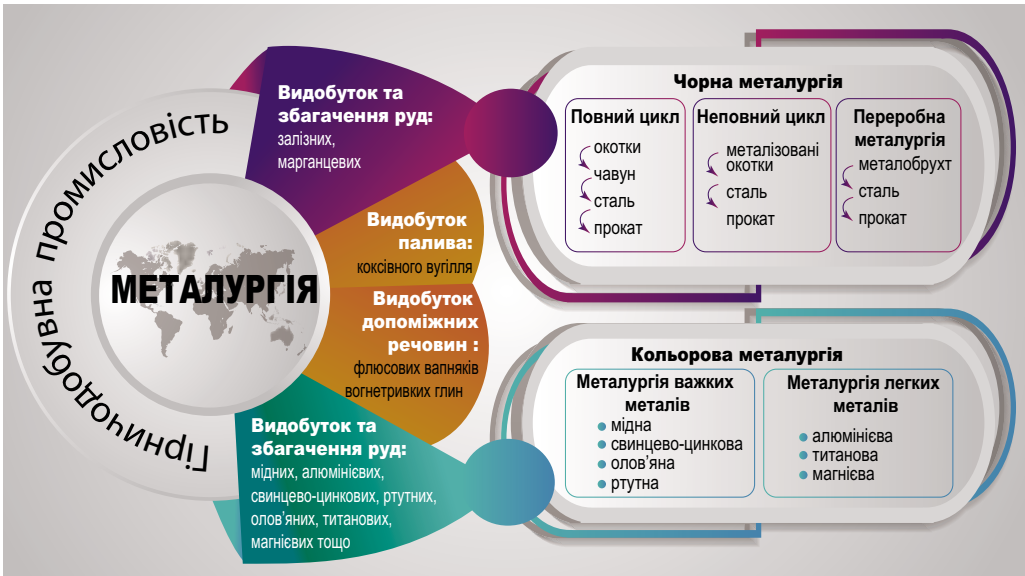 Гірничодобувна промисловість
МЕТАЛУРГІЯ
Видобуток та
збагачення руд:
залізних,
марганцевих
Видобуток
палива:
коксівного вугілля
Видобуток
допоміжних
речовин :
флюсових вапняків
вогнетривких глин
Видобуток та
збагачення руд:
мідних, алюмінієвих,
свинцево-цинкових, ртутних,
олов’яних, титанових,
магнієвих тощо
Чорна металургія
Повний цикл
окотки
чавун
сталь
прокат
Неповний цикл
металізовані
окотки
сталь
прокат
Переробна
металургія
металобрухт
сталь
прокат
Кольорова металургія
Металургія важких
металів
мідна
свинцево-цинкова
олов’яна
ртутна
Металургія легких
металів
алюмінієва
титанова
магнієва